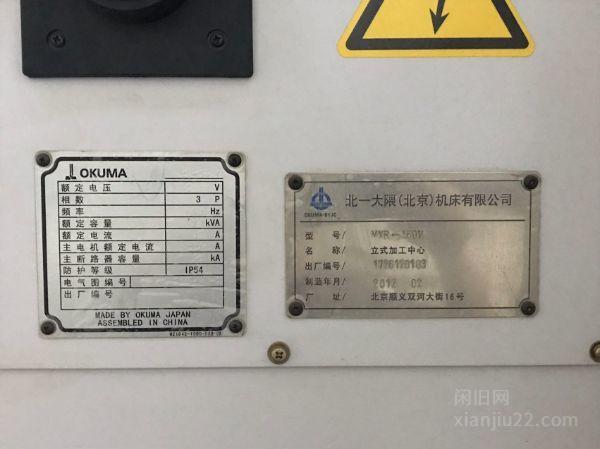 OKUMA
额定电压 V
相数 3 P
频率 Hz
额定容量 kVA
额定电流 A
主电机额定电流 A
主断路器容量 kA
防护等级 IP54
电气图编号
出厂编号
MADE BY OKUMA JAPAN
ASSEMBLED IN CHINA
北一大隈(北京)机床有限公司
OKUMA-BYJC
型 号/
名 称/ 立式加工中心
出厂编号/
制造年月/ 2012 02
厂 址/ 北京顺义双河大街16号
闲旧网
xianjiu22.com